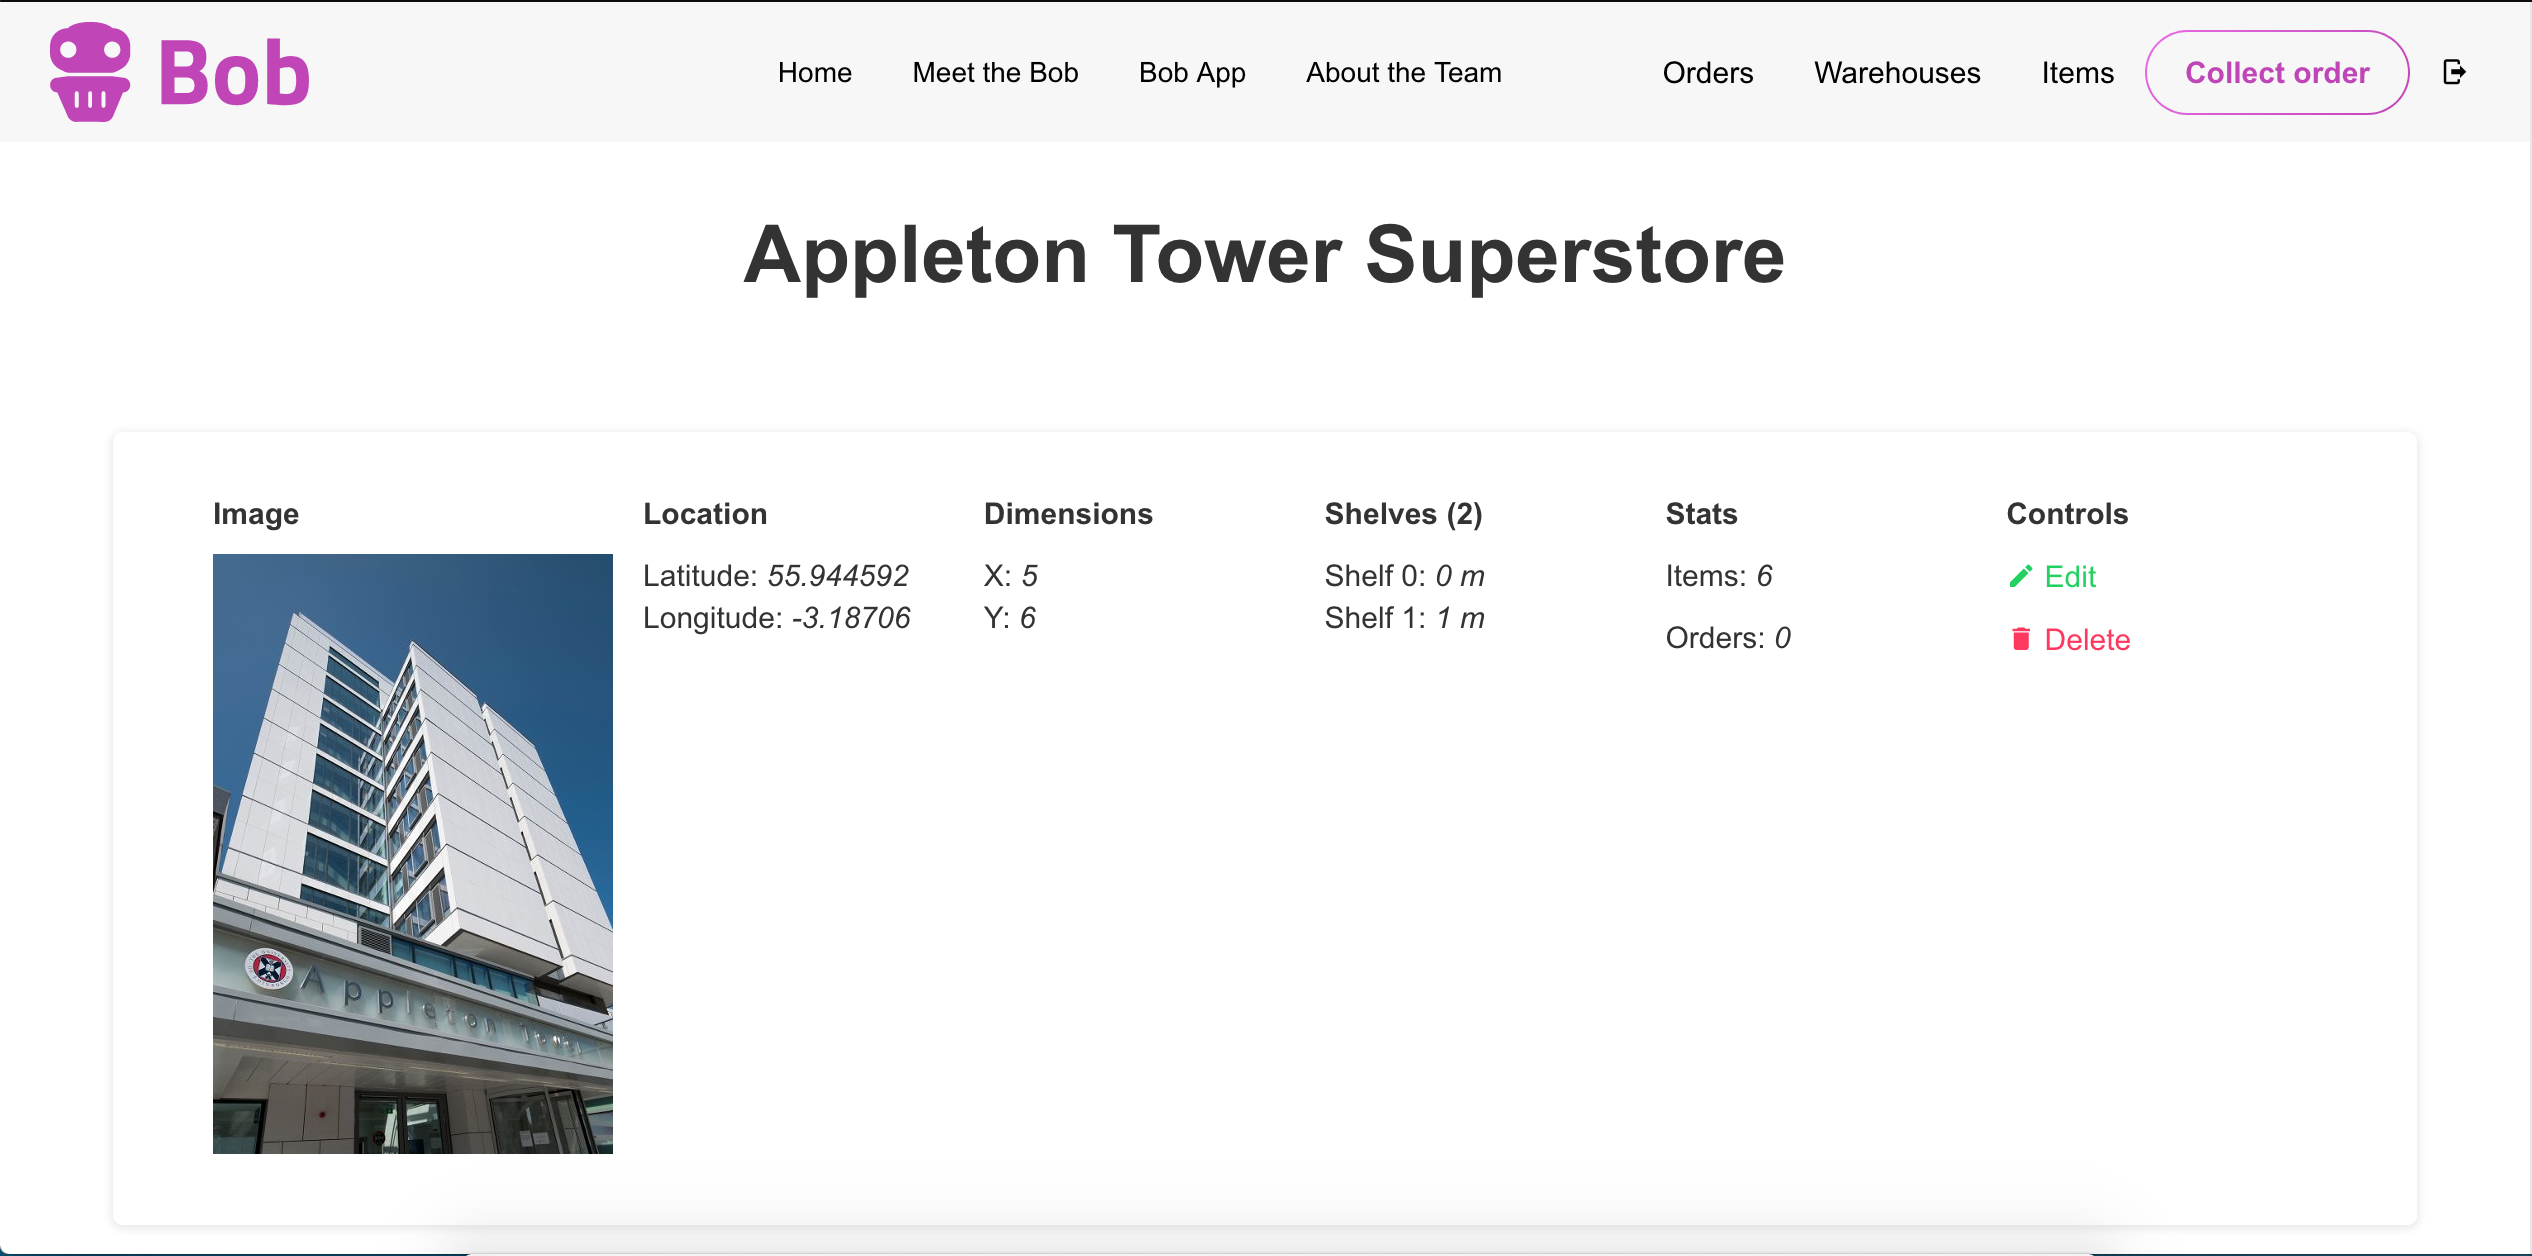 Bob
Home Meet the Bob Bob App About the Team Orders Warehouses Items Collect order
Appleton Tower Superstore
Image Location Dimensions Shelves (2) Stats Controls
Latitude: 55.944592 X: 5 Shelf 0: 0 m Items: 6 Edit
Longitude: -3.18706 Y: 6 Shelf 1: 1 m
Orders: 0 Delete
Appleton Tower